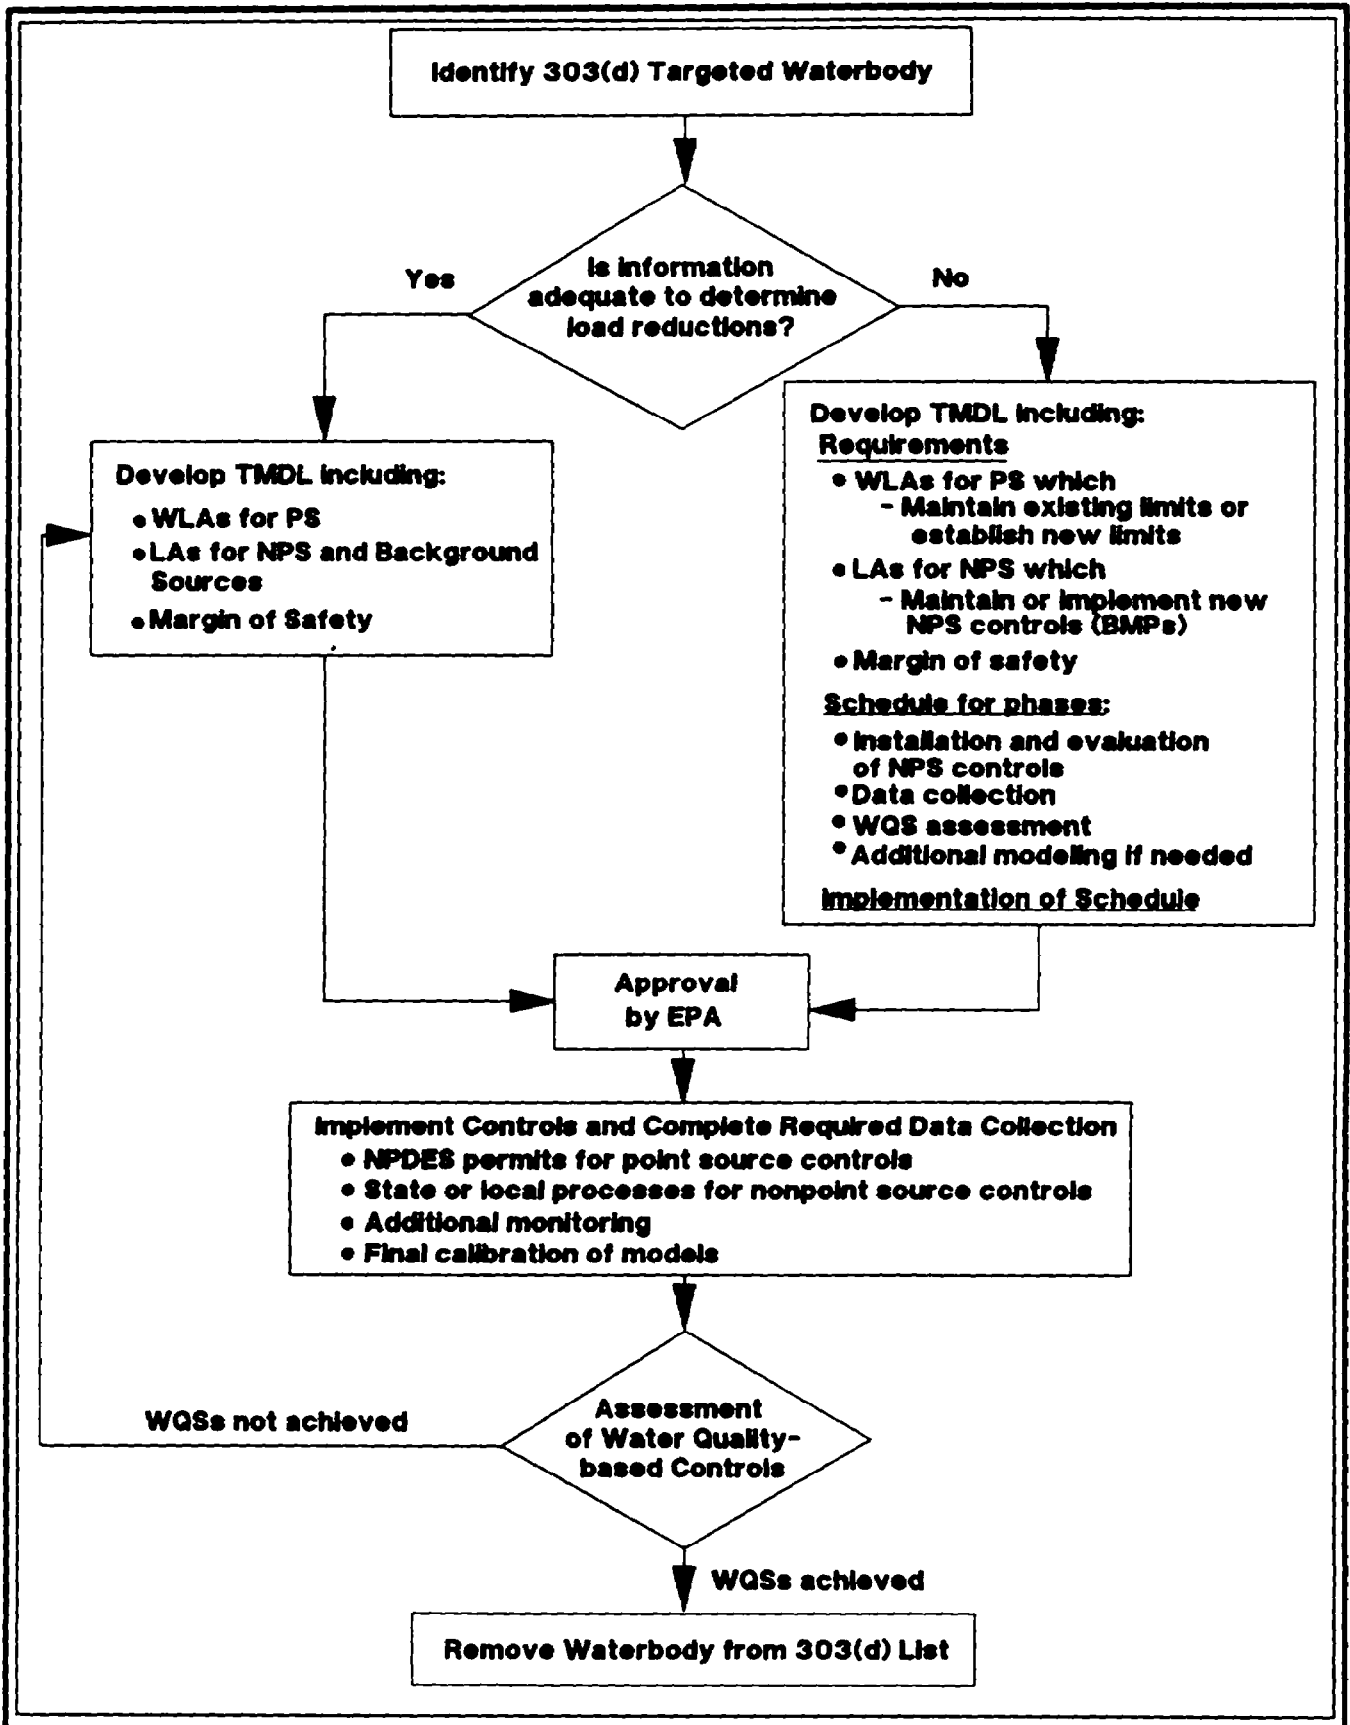 Identify 303(d) Targeted Waterbody
Is information
adequate to determine
load reductions?
Yes
No
Develop TMDL including:
• WLAs for PS
• LAs for NPS and Background
Sources
• Margin of Safety
Develop TMDL including:
Requirements
• WLAs for PS which
- Maintain existing limits or
establish new limits
• LAs for NPS which
- Maintain or implement new
NPS controls (BMPs)
• Margin of safety
Schedule for phases:
• Installation and evaluation
of NPS controls
• Data collection
• WQS assessment
• Additional modeling if needed
Implementation of Schedule
Approval
by EPA
Implement Controls and Complete Required Data Collection
• NPDES permits for point source controls
• State or local processes for nonpoint source controls
• Additional monitoring
• Final calibration of models
WQSs not achieved
Assessment
of Water Quality-
based Controls
WQSs achieved
Remove Waterbody from 303(d) List